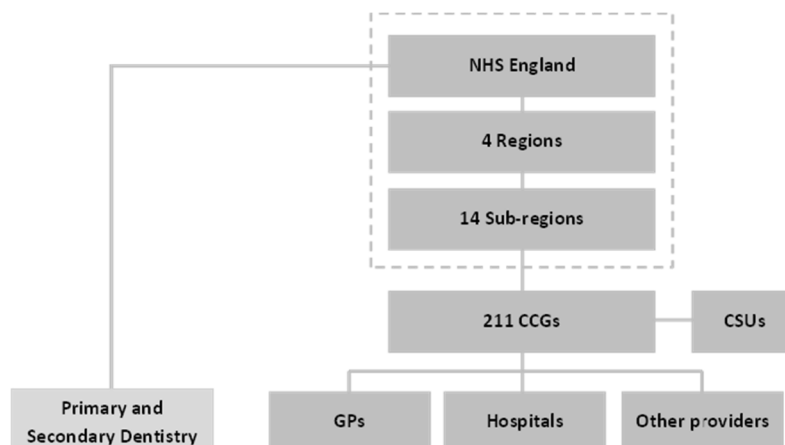 NHS England
4 Regions
14 Sub-regions
211 CCGs
CSUs
Primary and
Secondary Dentistry
GPs
Hospitals
Other providers